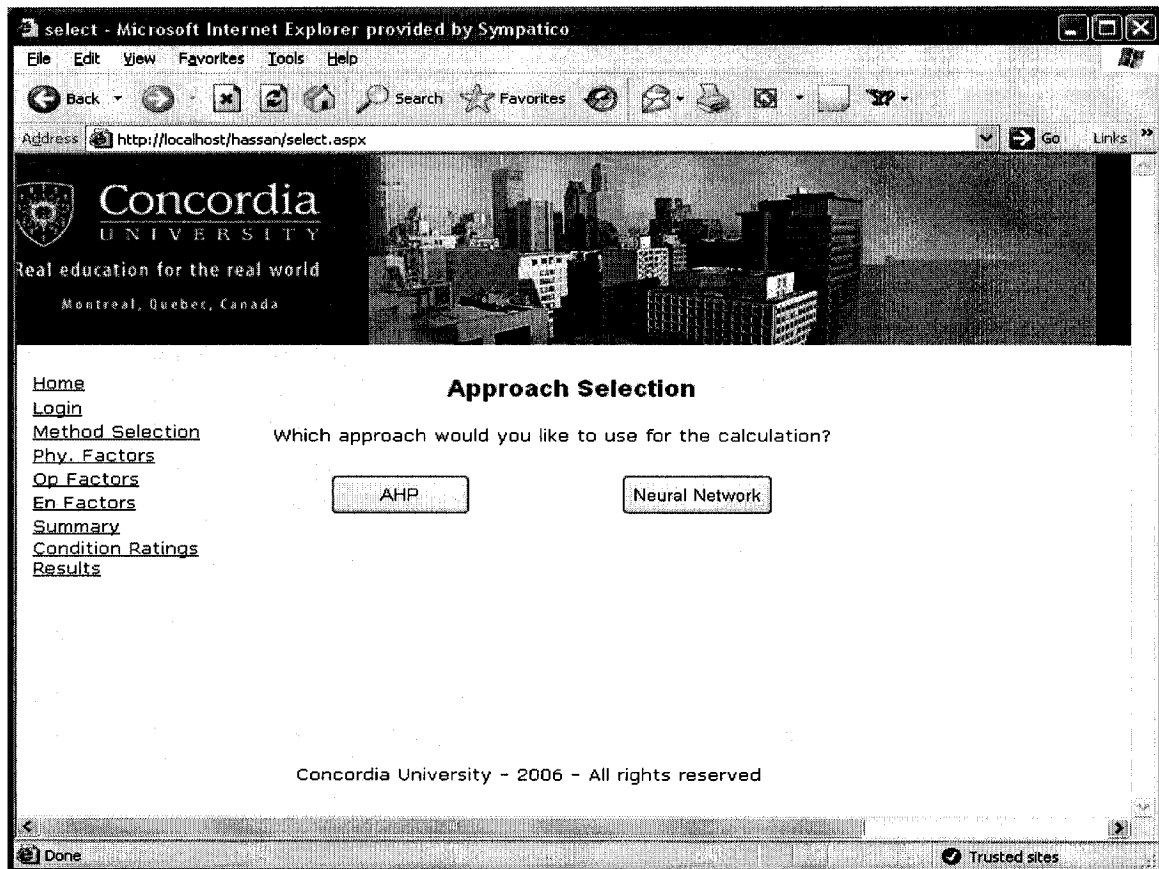 select - Microsoft Internet Explorer provided by Sympatico
File Edit View Favorites Tools Help
Back Search Favorites
Address http://localhost/hassan/select.aspx Go Links »
Concordia
UNIVERSITY
Real education for the real world
Montreal, Quebec, Canada
Home
Login
Method Selection
Phy. Factors
Op Factors
En Factors
Summary
Condition Ratings
Results
Approach Selection
Which approach would you like to use for the calculation?
AHP Neural Network
Concordia University - 2006 - All rights reserved
Done Trusted sites